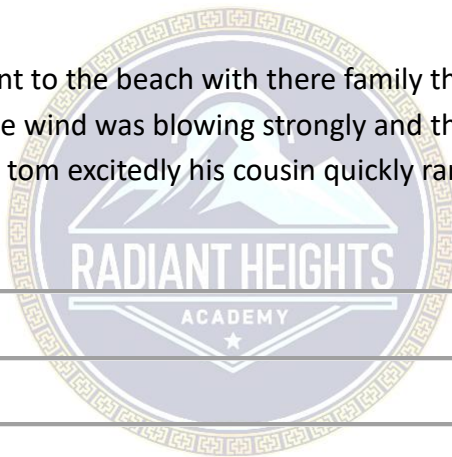 nt to the beach with there family th
e wind was blowing strongly and th
tom excitedly his cousin quickly ran
RADIANT HEIGHTS
ACADEMY